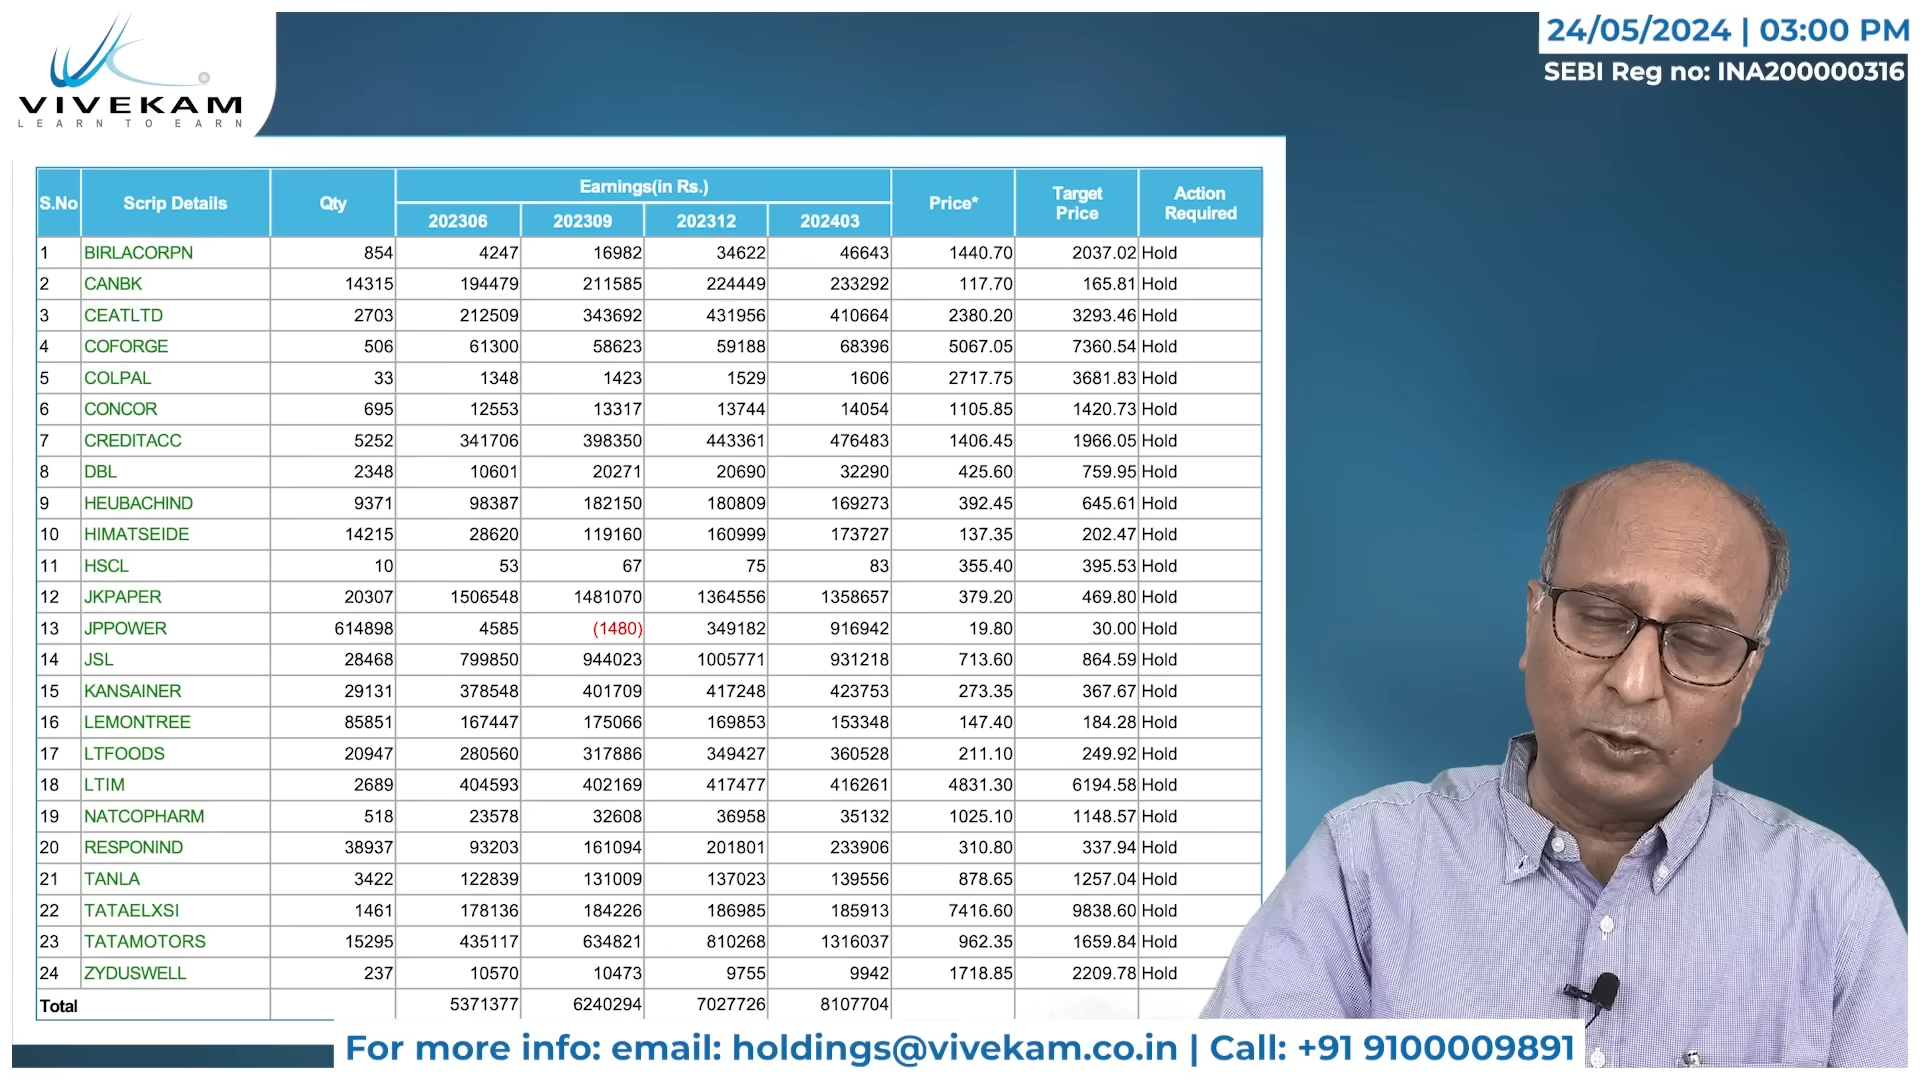 VIVEKAM
LEARN TO EARN
24/05/2024 | 03:00 PM
SEBI Reg no: INA200000316
S.No Scrip Details Qty Earnings(in Rs.) Price* Target Price Action Required
202306 202309 202312 202403
1 BIRLACORPN 854 4247 16982 34622 46643 1440.70 2037.02 Hold
2 CANBK 14315 194479 211585 224449 233292 117.70 165.81 Hold
3 CEATLTD 2703 212509 343692 431956 410664 2380.20 3293.46 Hold
4 COFORGE 506 61300 58623 59188 68396 5067.05 7360.54 Hold
5 COLPAL 33 1348 1423 1529 1606 2717.75 3681.83 Hold
6 CONCOR 695 12553 13317 13744 14054 1105.85 1420.73 Hold
7 CREDITACC 5252 341706 398350 443361 476483 1406.45 1966.05 Hold
8 DBL 2348 10601 20271 20690 32290 425.60 759.95 Hold
9 HEUBACHIND 9371 98387 182150 180809 169273 392.45 645.61 Hold
10 HIMATSEIDE 14215 28620 119160 160999 173727 137.35 202.47 Hold
11 HSCL 10 53 67 75 83 355.40 395.53 Hold
12 JKPAPER 20307 1506548 1481070 1364556 1358657 379.20 469.80 Hold
13 JPPOWER 614898 4585 (1480) 349182 916942 19.80 30.00 Hold
14 JSL 28468 799850 944023 1005771 931218 713.60 864.59 Hold
15 KANSAINER 29131 378548 401709 417248 423753 273.35 367.67 Hold
16 LEMONTREE 85851 167447 175066 169853 153348 147.40 184.28 Hold
17 LTFOODS 20947 280560 317886 349427 360528 211.10 249.92 Hold
18 LTIM 2689 404593 402169 417477 416261 4831.30 6194.58 Hold
19 NATCOPHARM 518 23578 32608 36958 35132 1025.10 1148.57 Hold
20 RESPONIND 38937 93203 161094 201801 233906 310.80 337.94 Hold
21 TANLA 3422 122839 131009 137023 139556 878.65 1257.04 Hold
22 TATAELXSI 1461 178136 184226 186985 185913 7416.60 9838.60 Hold
23 TATAMOTORS 15295 435117 634821 810268 1316037 962.35 1659.84 Hold
24 ZYDUSWELL 237 10570 10473 9755 9942 1718.85 2209.78 Hold
Total 5371377 6240294 7027726 8107704
For more info: email: holdings@vivekam.co.in | Call: +91 9100009891